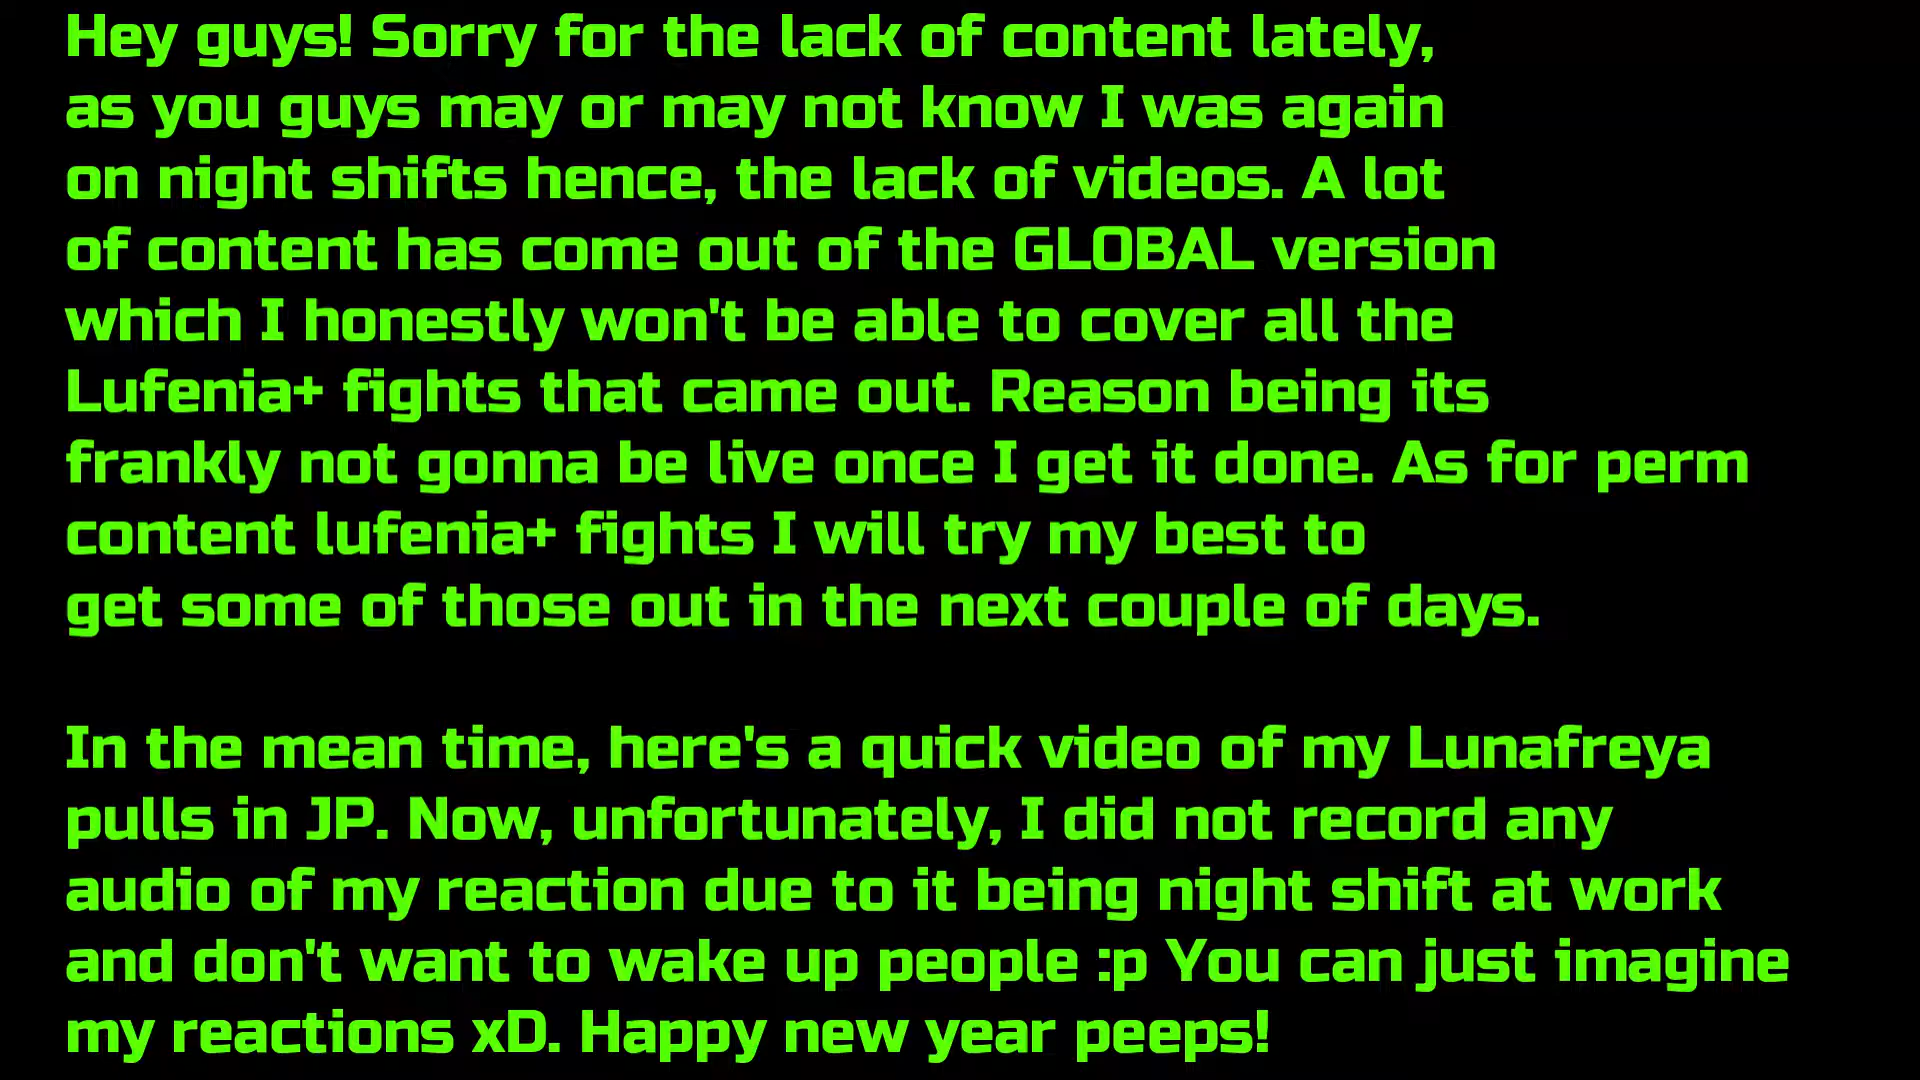 Hey guys! Sorry for the lack of content lately,
as you guys may or may not know I was again
on night shifts hence, the lack of videos. A lot
of content has come out of the GLOBAL version
which I honestly won't be able to cover all the
Lufenia+ fights that came out. Reason being its
frankly not gonna be live once I get it done. As for perm
content lufenia+ fights I will try my best to
get some of those out in the next couple of days.

In the mean time, here's a quick video of my Lunafreya
pulls in JP. Now, unfortunately, I did not record any
audio of my reaction due to it being night shift at work
and don't want to wake up people :p You can just imagine
my reactions xD. Happy new year peeps!